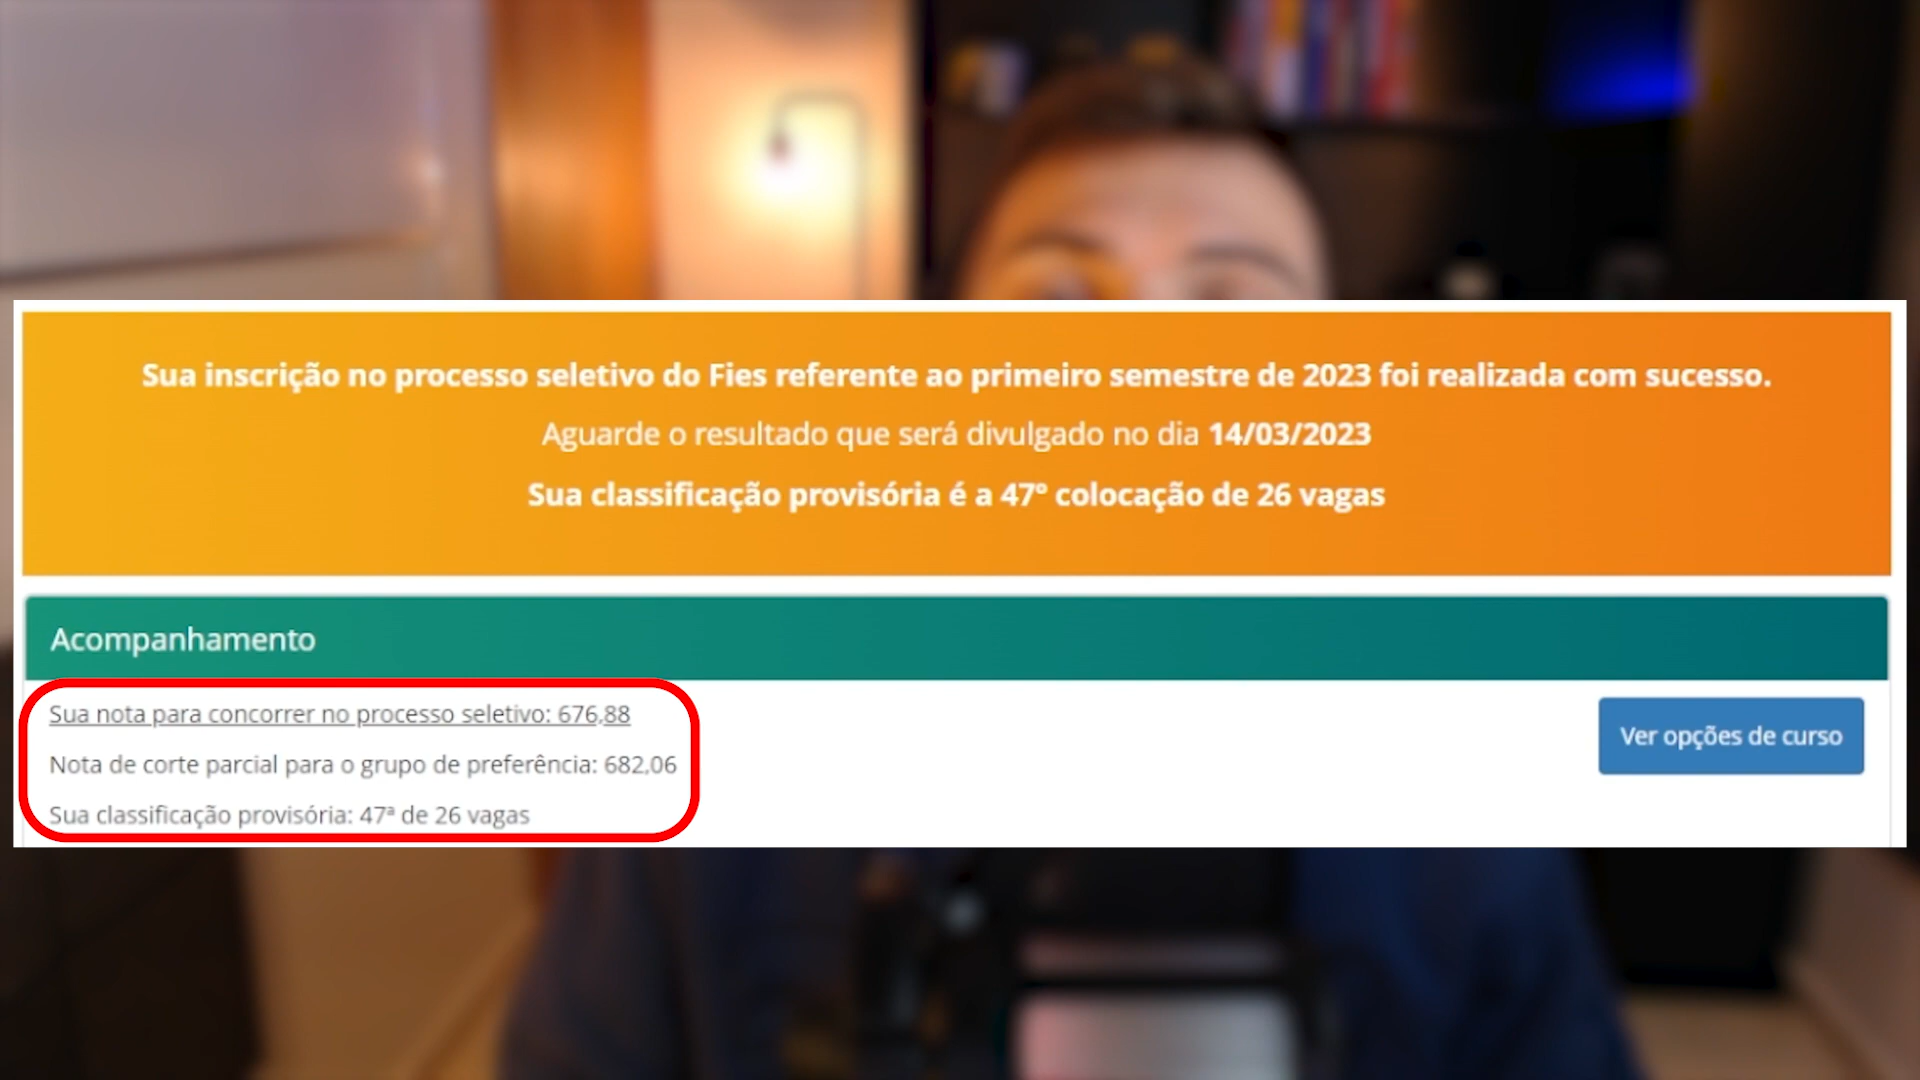 Sua inscrição no processo seletivo do Fies referente ao primeiro semestre de 2023 foi realizada com sucesso.
Aguarde o resultado que será divulgado no dia 14/03/2023
Sua classificação provisória é a 47º colocação de 26 vagas
Acompanhamento
Sua nota para concorrer no processo seletivo: 676,88
Nota de corte parcial para o grupo de preferência: 682,06
Sua classificação provisória: 47ª de 26 vagas
Ver opções de curso